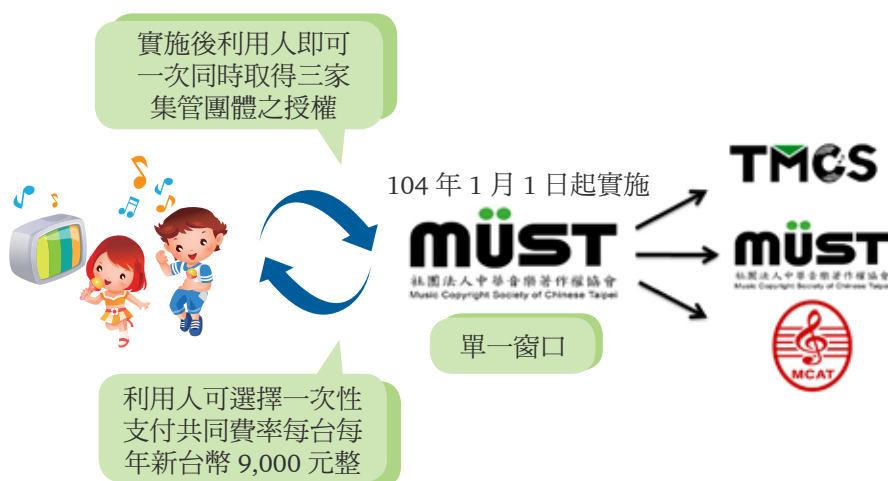 實施後利用人即可
一次同時取得三家
集管團體之授權
104 年 1 月 1 日起實施
TMCS
MÜST
社團法人中華音樂著作權協會
Music Copyright Society of Chinese Taipei
MÜST
社團法人中華音樂著作權協會
Music Copyright Society of Chinese Taipei
單一窗口
MCAT
利用人可選擇一次性
支付共同費率每台每
年新台幣 9,000 元整